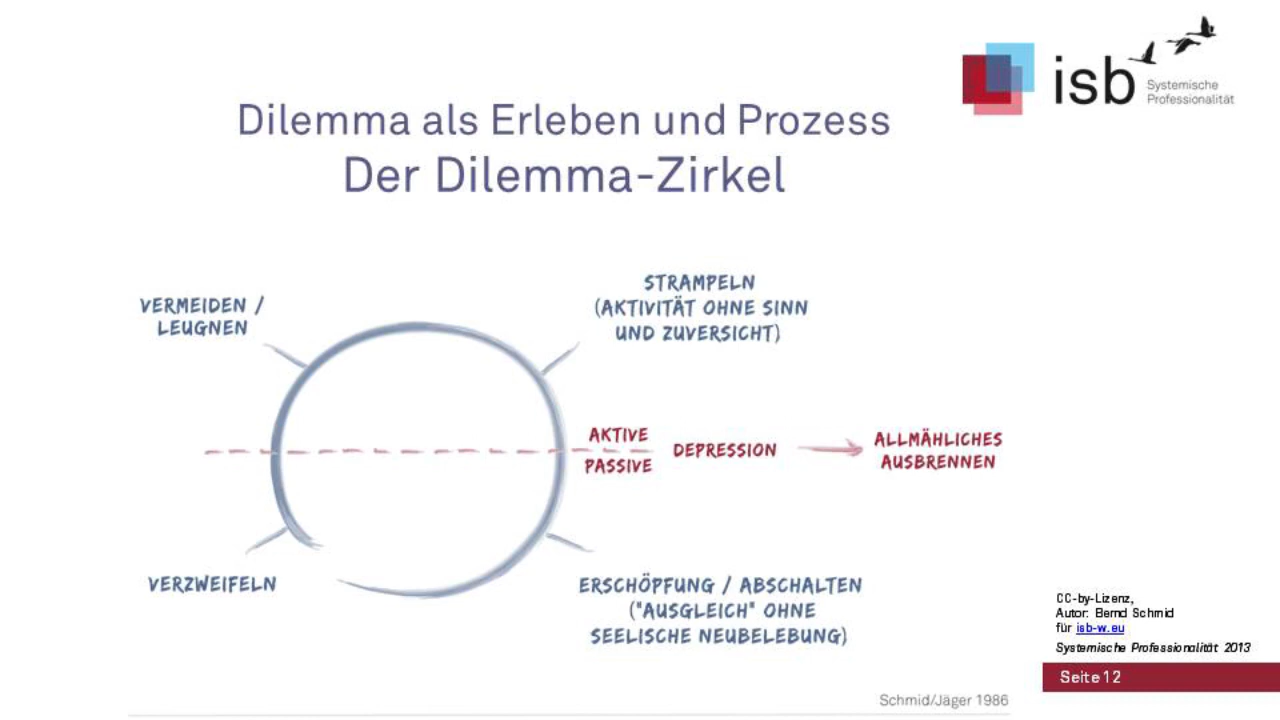 isb
Systemische
Professionalität
Dilemma als Erleben und Prozess
Der Dilemma-Zirkel
VERMEIDEN /
LEUGNEN
STRAMPELN
(AKTIVITÄT OHNE SINN
UND ZUVERSICHT)
AKTIVE
PASSIVE
DEPRESSION
ALLMÄHLICHES
AUSBRENNEN
VERZWEIFELN
ERSCHÖPFUNG / ABSCHALTEN
("AUSGLEICH" OHNE
SEELISCHE NEUBELEBUNG)
CC-by-Lizenz,
Autor: Bernd Schmid
für isb-w.eu
Systemische Professionalität 2013
Seite 12
Schmid/Jäger 1986